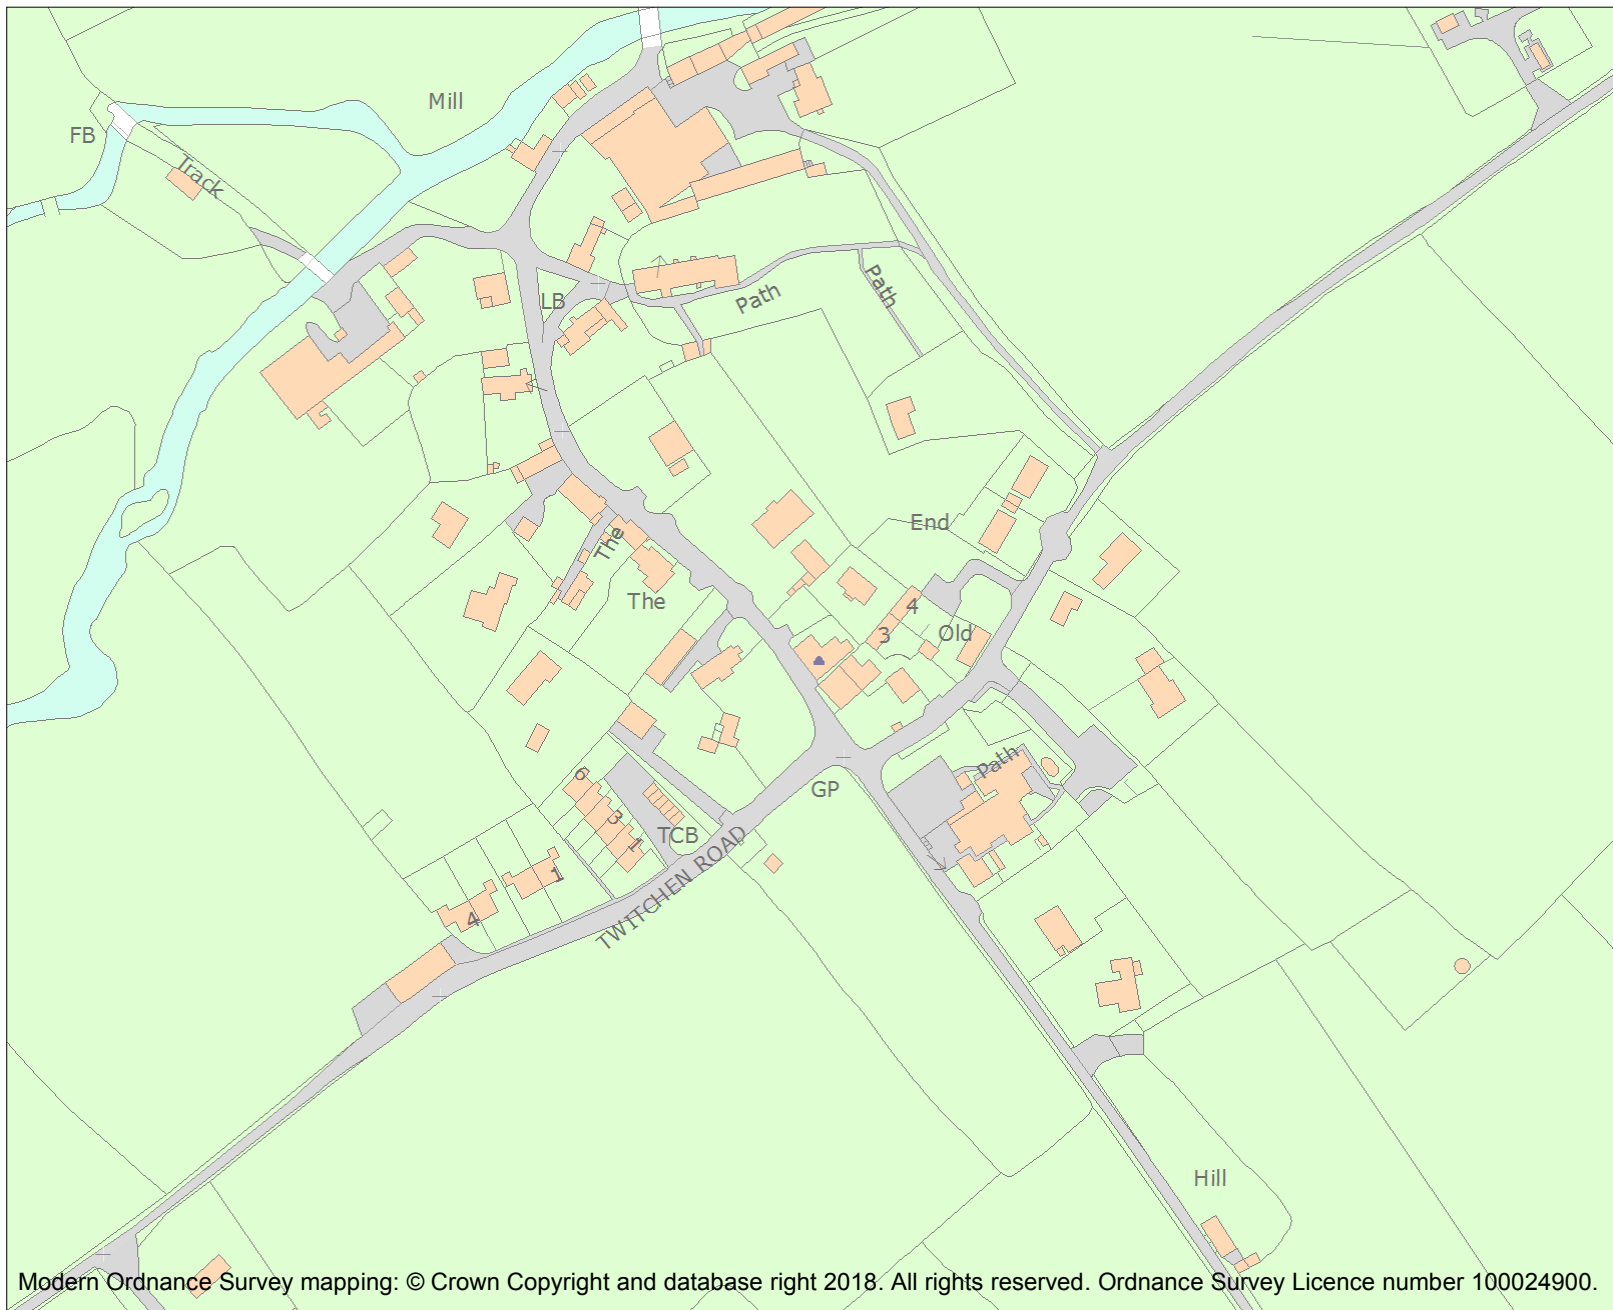 Mill
FB
Track
LB
Path
Path
End
The
The
4
3
Old
Path
GP
6
3
1
TCB
TWITCHEN ROAD
1
4
Hill
Modern Ordnance Survey mapping: © Crown Copyright and database right 2018. All rights reserved. Ordnance Survey Licence number 100024900.